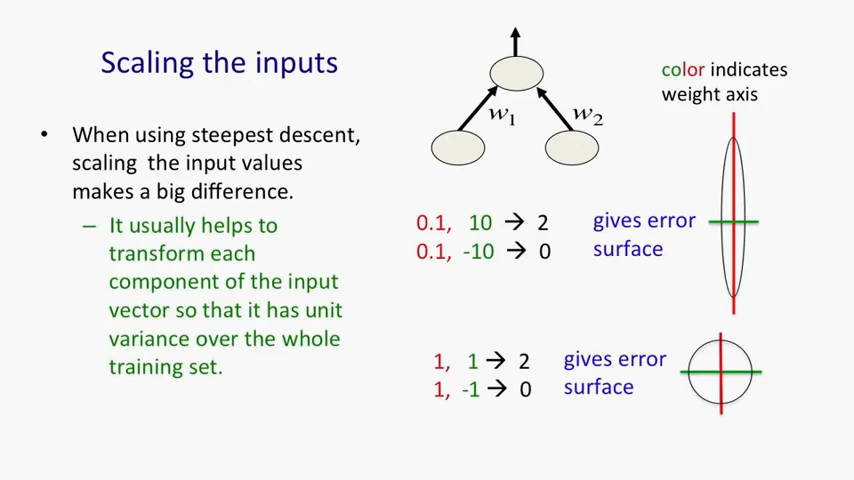 Scaling the inputs
• When using steepest descent,
scaling the input values
makes a big difference.
– It usually helps to
transform each
component of the input
vector so that it has unit
variance over the whole
training set.
w1
w2
color indicates
weight axis
0.1, 10 → 2
0.1, -10 → 0
gives error
surface
1, 1 → 2
1, -1 → 0
gives error
surface